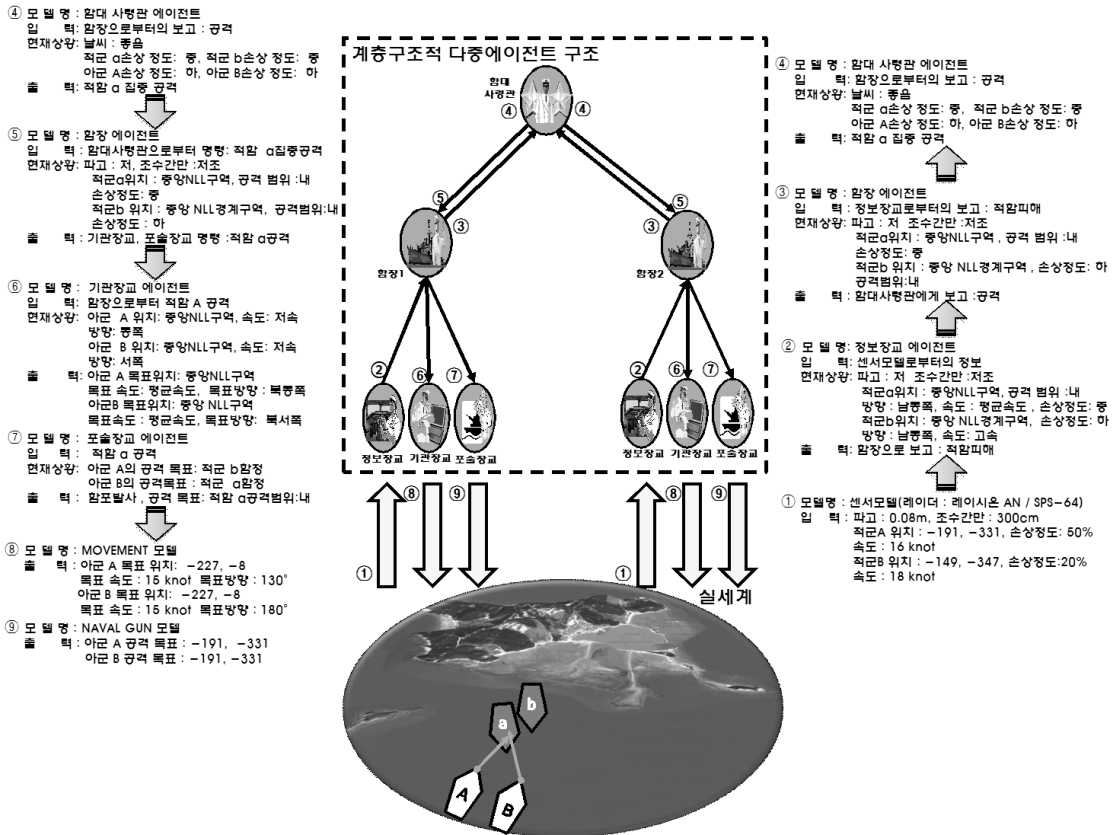 ④ 모 델 명 : 함대 사령관 에이전트
입 력: 함장으로부터의 보고 : 공격
현재상황: 날씨 : 좋음
적군 a손상 정도: 중, 적군 b손상 정도: 중
아군 A손상 정도: 하, 아군 B손상 정도: 하
출 력: 적함 a 집중 공격
⑤ 모 델 명 : 함장 에이전트
입 력 : 함대사령관으로부터 명령: 적함 a집중공격
현재상황: 파고 : 저, 조수간만 :저조
적군a위치 : 중앙NLL구역, 공격 범위 :내
손상정도: 중
적군b 위치 : 중앙 NLL경계구역, 공격범위:내
손상정도 : 하
출 력 : 기관장교, 포술장교 명령 :적함 a공격
⑥ 모 델 명 : 기관장교 에이전트
입 력: 함장으로부터 적함 A 공격
현재상황: 아군 A 위치: 중앙NLL구역, 속도: 저속
방향: 동쪽
아군 B 위치: 중앙NLL구역, 속도: 저속
방향: 서쪽
출 력: 아군 A 목표위치: 중앙NLL구역
목표 속도: 평균속도, 목표방향: 북동쪽
아군B 목표위치: 중앙 NLL구역
목표속도: 평균속도, 목표방향: 북서쪽
⑦ 모 델 명 : 포술장교 에이전트
입 력 : 적함 a 공격
현재상황: 아군 A의 공격 목표: 적군 b함정
아군 B의 공격목표 : 적군 a함정
출 력 : 함포발사 , 공격 목표: 적함 a공격범위:내
⑧ 모 델 명 : MOVEMENT 모델
출 력 : 아군 A 목표 위치: -227, -8
목표 속도 : 15 knot 목표방향 : 130°
아군 B 목표 위치: -227, -8
목표 속도 : 15 knot 목표방향 : 180°
⑨ 모 델 명 : NAVAL GUN 모델
출 력 : 아군 A 공격 목표 : -191, -331
아군 B 공격 목표 : -191, -331
계층구조적 다중에이전트 구조
함대
사령관
④ ④
⑤ ⑤
③ ③
함장1 함장2
② ⑥ ⑦ ② ⑥ ⑦
정보장교 기관장교 포술장교 정보장교 기관장교 포술장교
⑧ ⑨ ⑧ ⑨
① ①
실세계
b
a
A
B
④ 모 델 명 : 함대 사령관 에이전트
입 력: 함장으로부터의 보고 : 공격
현재상황: 날씨 : 좋음
적군 a손상 정도: 중, 적군 b손상 정도: 중
아군 A손상 정도: 하, 아군 B손상 정도: 하
출 력 : 적함 a 집중 공격
③ 모 델 명 : 함장 에이전트
입 력 : 정보장교로부터의 보고 : 적함피해
현재상황: 파고 : 저 조수간만 :저조
적군a위치 : 중앙NLL구역 , 공격 범위 :내
손상정도: 중
적군b 위치 : 중앙 NLL경계구역 , 손상정도: 하
공격범위:내
출 력 : 함대사령관에게 보고 :공격
② 모 델 명: 정보장교 에이전트
입 력 : 센서모델로부터의 정보
현재상황: 파고 : 저 조수간만 :저조
적군a위치 : 중앙NLL구역, 공격 범위 :내
방향 : 남동쪽, 속도 : 평균속도 , 손상정도: 중
적군b위치 : 중앙 NLL경계구역, 손상정도: 하
방향 : 남동쪽, 속도: 고속
출 력 : 함장으로 보고 : 적함피해
① 모델명 : 센서모델(레이더 : 레이시온 AN / SPS-64)
입 력 : 파고 : 0.08m, 조수간만 : 300cm
적군A 위치 : -191, -331, 손상정도: 50%
속도 : 16 knot
적군B 위치 : -149, -347, 손상정도:20%
속도 : 18 knot